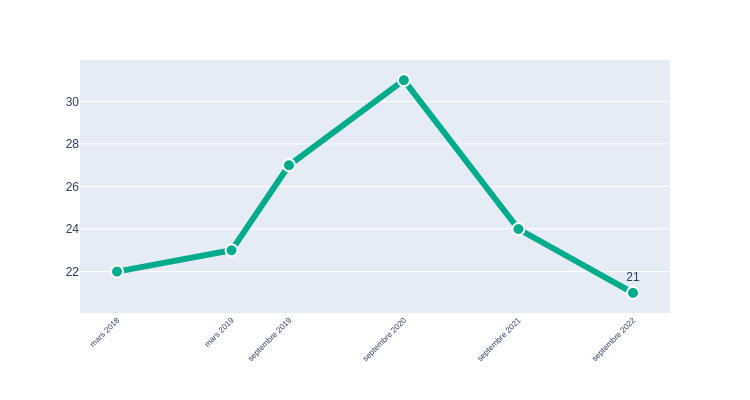 30
28
26
24
22
21
mars 2018
mars 2019
septembre 2019
septembre 2020
septembre 2021
septembre 2022